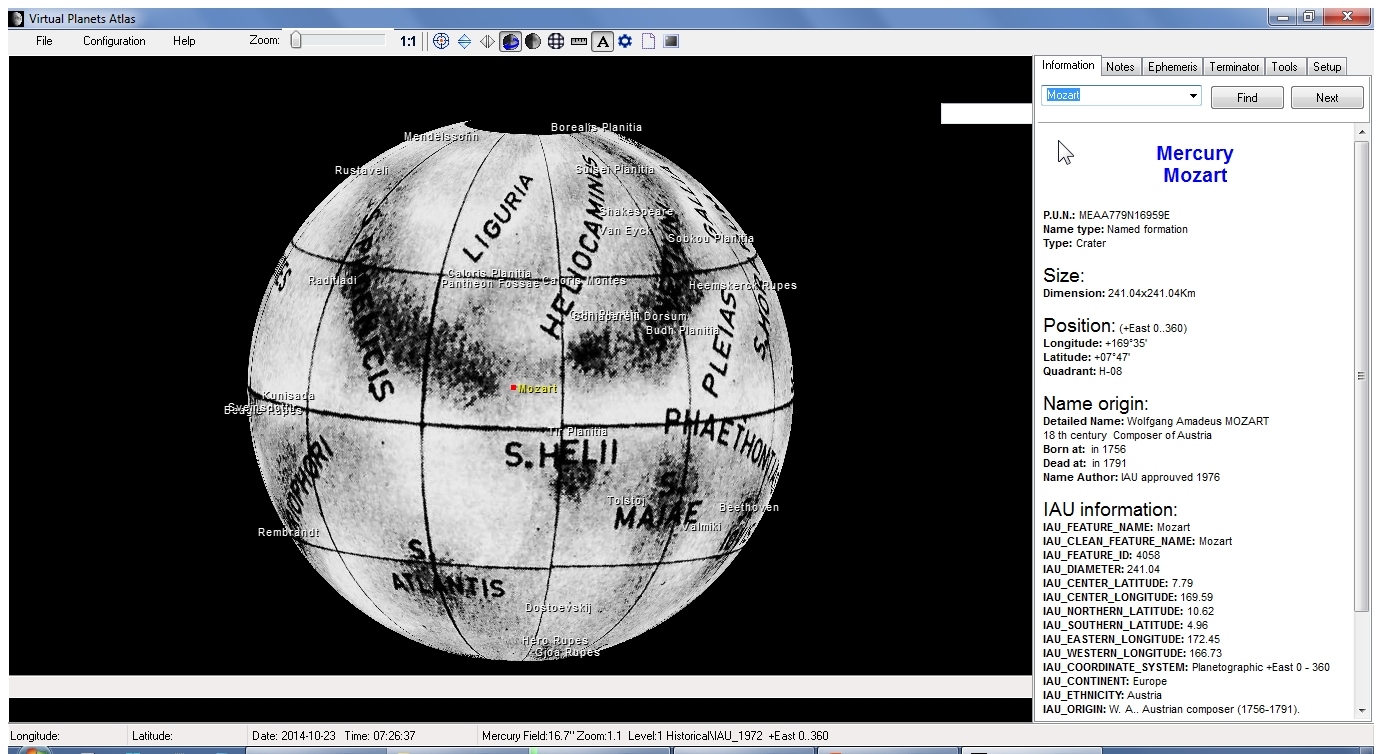 Virtual Planets Atlas
File Configuration Help Zoom: 1:1 A
Information Notes Ephemeris Terminator Tools Setup
Mozart Find Next
Borealis Planitia
Mendelssohn
Rustaveli
Suisei Planitia
LIGURIA
HELIOCAMINUS
Shakespeare
Van Eyck
Sobkou Planitia
Caloris Planitia
Pantheon Fossae
Caloris Montes
Raditladi
Heemskerck Rupes
Schiaparelli Dorsum
Budh Planitia
PLEIAS
Mozart
Kunisada
Beagle Rupes
Tir Planitia
PHAETHONTIA
S. HELII
Tolstoj
S.
MAIAE
Beethoven
Valmiki
Rembrandt
S.
ATLANTIS
Dostoevskij
Hero Rupes
Goa Rupes
Mercury
Mozart
P.U.N.: MEAA779N16959E
Name type: Named formation
Type: Crater
Size:
Dimension: 241.04x241.04Km
Position: (+East 0..360)
Longitude: +169°35'
Latitude: +07°47'
Quadrant: H-08
Name origin:
Detailed Name: Wolfgang Amadeus MOZART
18 th century Composer of Austria
Born at: in 1756
Dead at: in 1791
Name Author: IAU approuved 1976
IAU information:
IAU_FEATURE_NAME: Mozart
IAU_CLEAN_FEATURE_NAME: Mozart
IAU_FEATURE_ID: 4058
IAU_DIAMETER: 241.04
IAU_CENTER_LATITUDE: 7.79
IAU_CENTER_LONGITUDE: 169.59
IAU_NORTHERN_LATITUDE: 10.62
IAU_SOUTHERN_LATITUDE: 4.96
IAU_EASTERN_LONGITUDE: 172.45
IAU_WESTERN_LONGITUDE: 166.73
IAU_COORDINATE_SYSTEM: Planetographic +East 0 - 360
IAU_CONTINENT: Europe
IAU_ETHNICITY: Austria
IAU_ORIGIN: W. A.. Austrian composer (1756-1791).
Longitude: Latitude: Date: 2014-10-23 Time: 07:26:37 Mercury Field:16.7" Zoom:1.1 Level:1 Historical\IAU_1972 +East 0..360